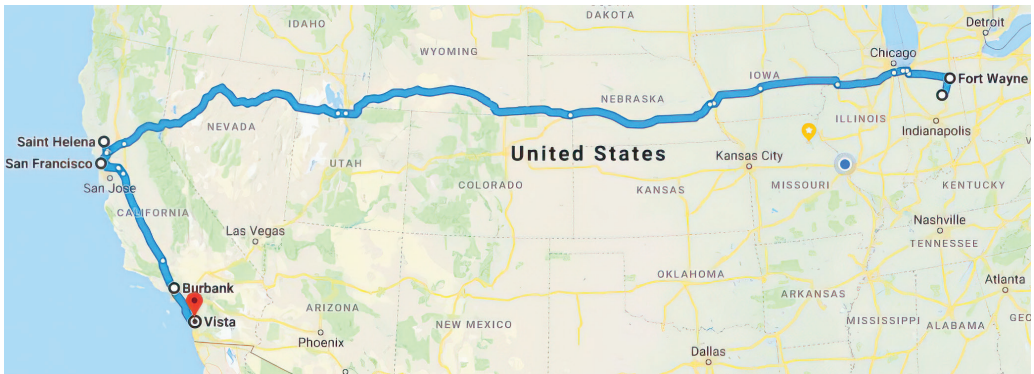 DAKOTA
Detroit
IDAHO
WYOMING
Chicago
IOWA
Fort Wayne
NEBRASKA
ILLINOIS
NEVADA
Indianapolis
Saint Helena
United States
Kansas City
San Francisco
UTAH
San Jose
COLORADO
KANSAS
MISSOURI
KENTUCKY
CALIFORNIA
Nashville
Las Vegas
TENNESSEE
OKLAHOMA
Burbank
Atlanta
ARKANSAS
ARIZONA
Vista
NEW MEXICO
MISSISSIPPI
ALABAMA
GEO
Phoenix
Dallas